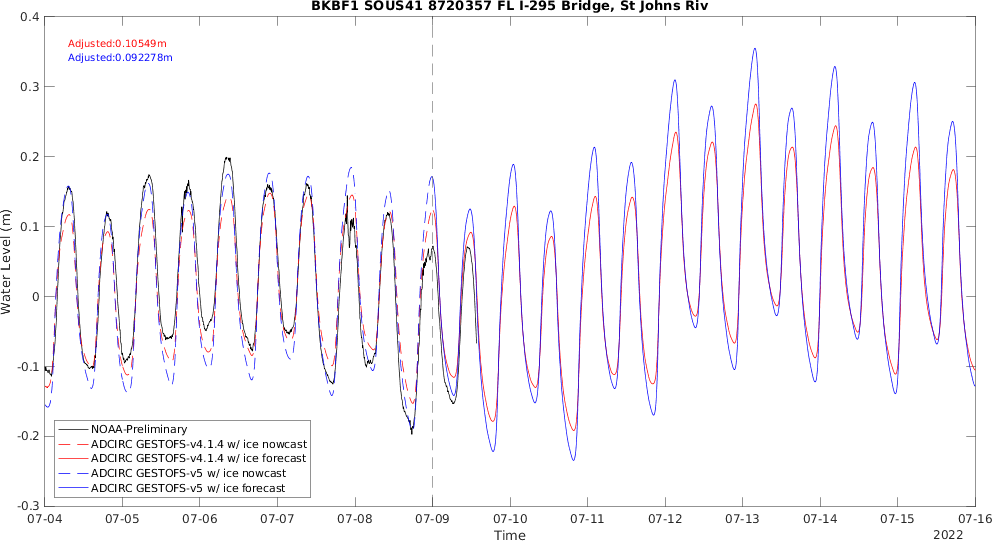 BKBF1 SOUS41 8720357 FL I-295 Bridge, St Johns Riv
0.4
Adjusted:0.10549m
Adjusted:0.092278m
0.3
0.2
0.1
0
-0.1
-0.2
-0.3
Water Level (m)
NOAA-Preliminary
ADCIRC GESTOFS-v4.1.4 w/ ice nowcast
ADCIRC GESTOFS-v4.1.4 w/ ice forecast
ADCIRC GESTOFS-v5 w/ ice nowcast
ADCIRC GESTOFS-v5 w/ ice forecast
07-04 07-05 07-06 07-07 07-08 07-09 07-10 07-11 07-12 07-13 07-14 07-15 07-16
Time
2022